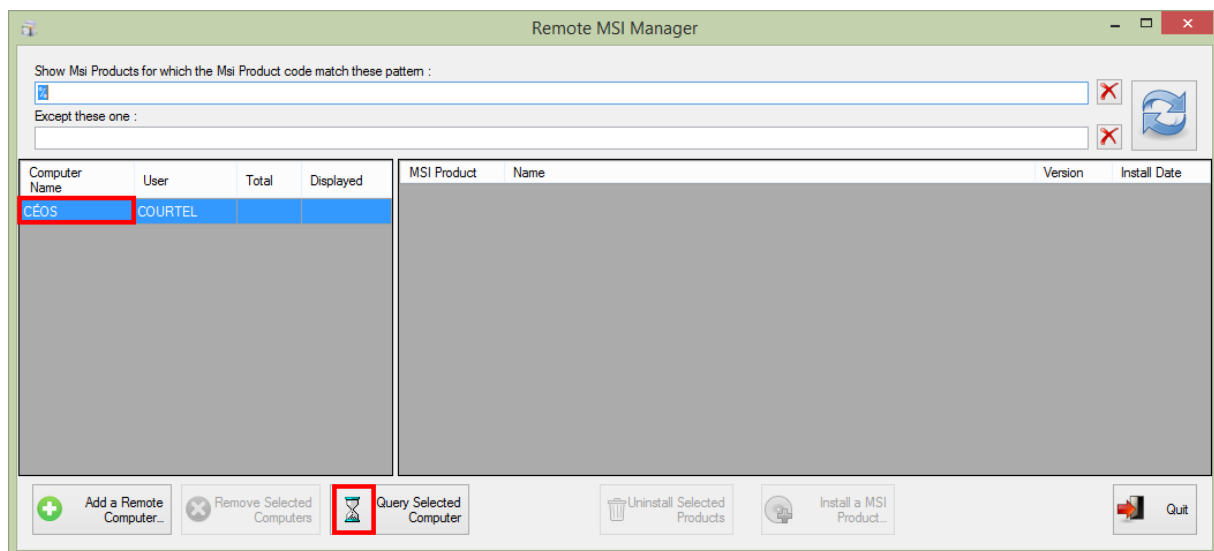 Remote MSI Manager
Show Msi Products for which the Msi Product code match these pattern :
%
Except these one :
Computer
Name
User
Total
Displayed
MSI Product
Name
Version
Install Date
CÉOS
COURTEL
Add a Remote
Computer...
Remove Selected
Computers
Query Selected
Computer
Uninstall Selected
Products
Install a MSI
Product...
Quit